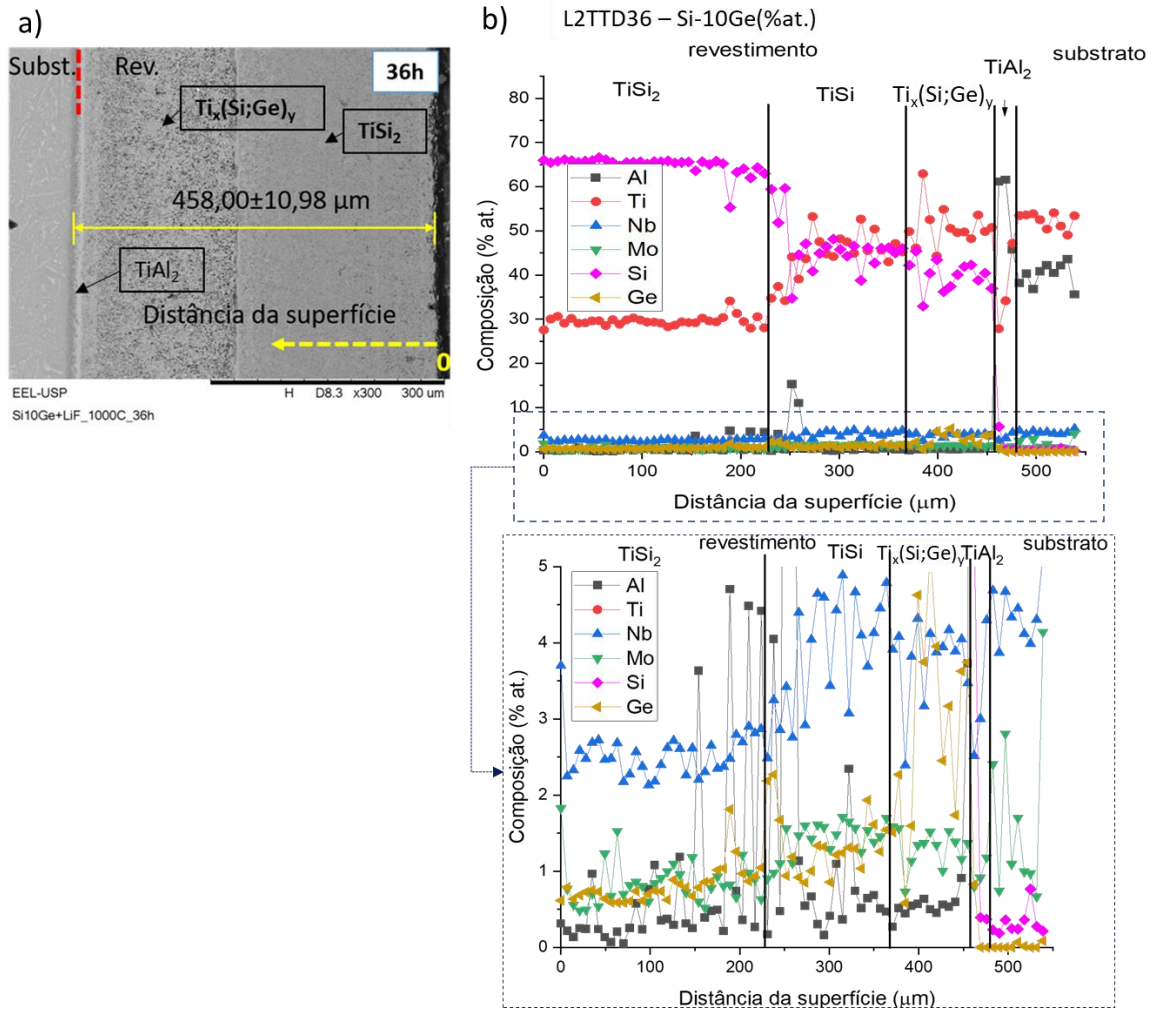 a)
Subst.
Rev.
36h
Tiₓ(Si;Ge)ᵧ
TiSi₂
458,00±10,98 µm
TiAl₂
Distância da superfície
0
EEL-USP
H D8.3 x300 300 um
Si10Ge+LiF_1000C_36h
b)
L2TTD36 – Si-10Ge(%at.)
revestimento
substrato
TiAl₂
TiSi₂
TiSi
Tiₓ(Si;Ge)ᵧ
Composição (% at.)
80
70
60
50
40
30
20
10
0
Al
Ti
Nb
Mo
Si
Ge
0 100 200 300 400 500
Distância da superfície (µm)
revestimento
substrato
TiSi₂
TiSi
Tiₓ(Si;Ge)ᵧ
TiAl₂
Composição (% at.)
5
4
3
2
1
0
Al
Ti
Nb
Mo
Si
Ge
0 100 200 300 400 500
Distância da superfície (µm)